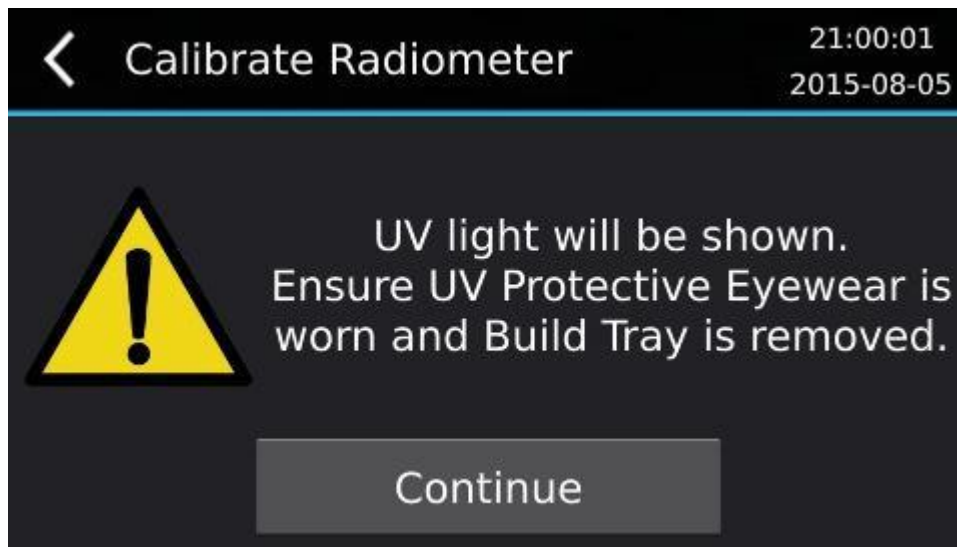 Calibrate Radiometer
21:00:01
2015-08-05
UV light will be shown.
Ensure UV Protective Eyewear is
worn and Build Tray is removed.
Continue